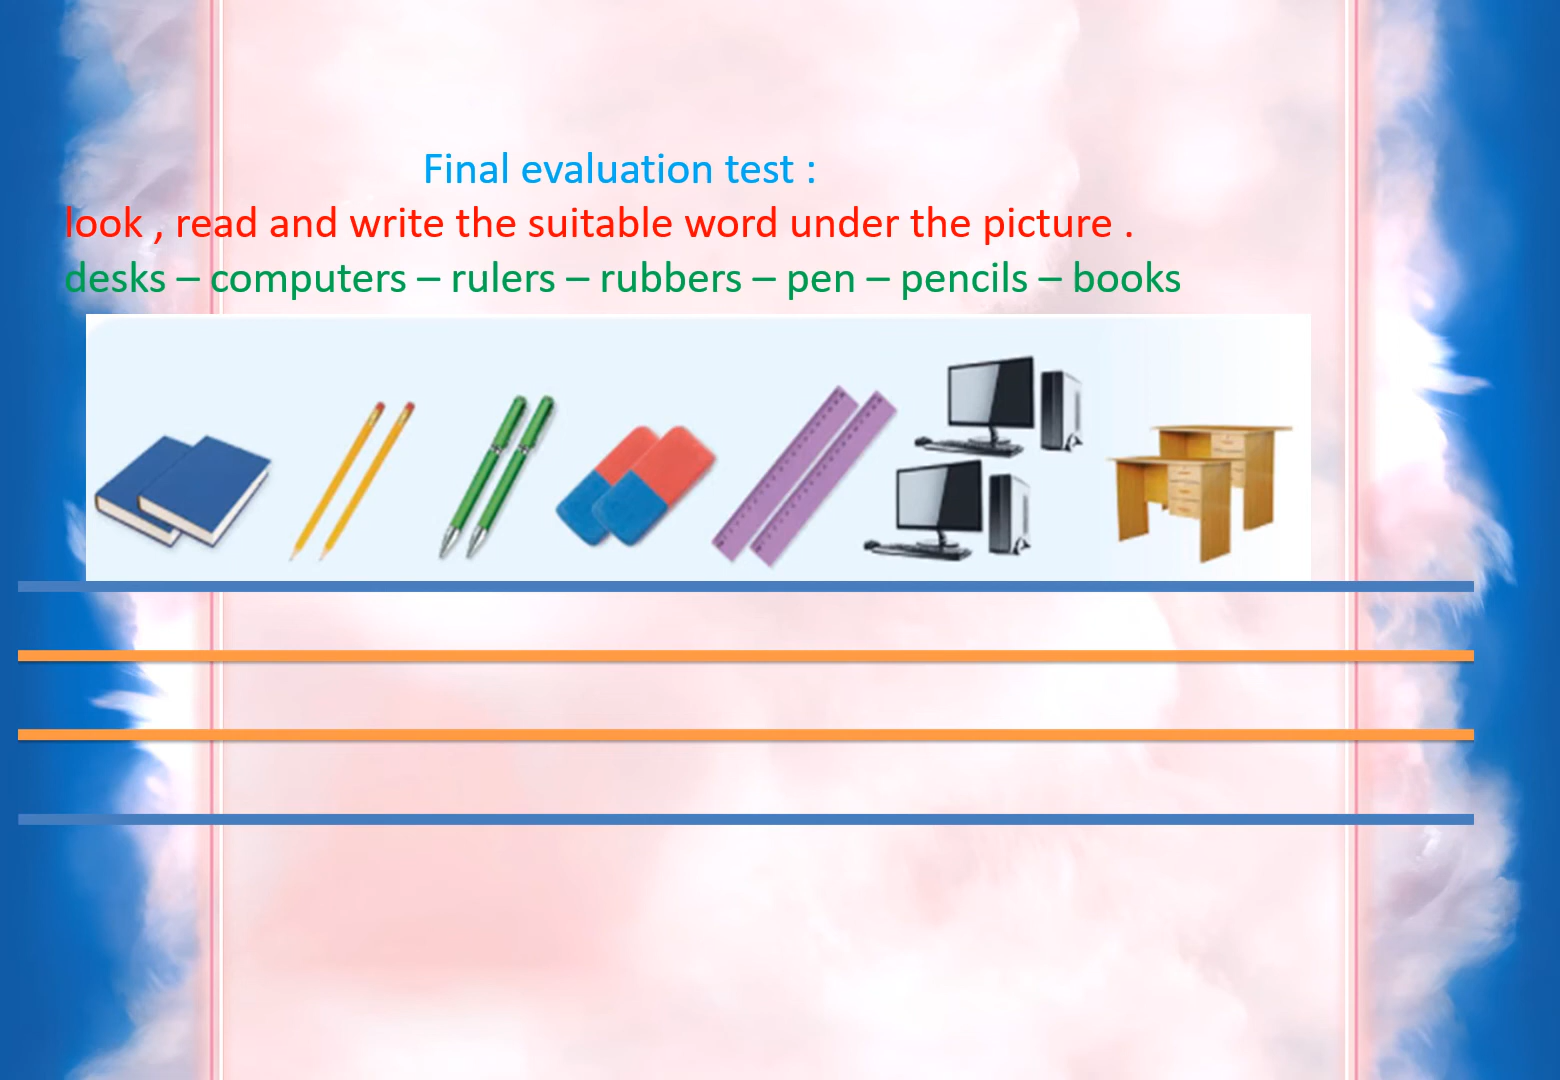 Final evaluation test :
look , read and write the suitable word under the picture .
desks – computers – rulers – rubbers – pen – pencils – books